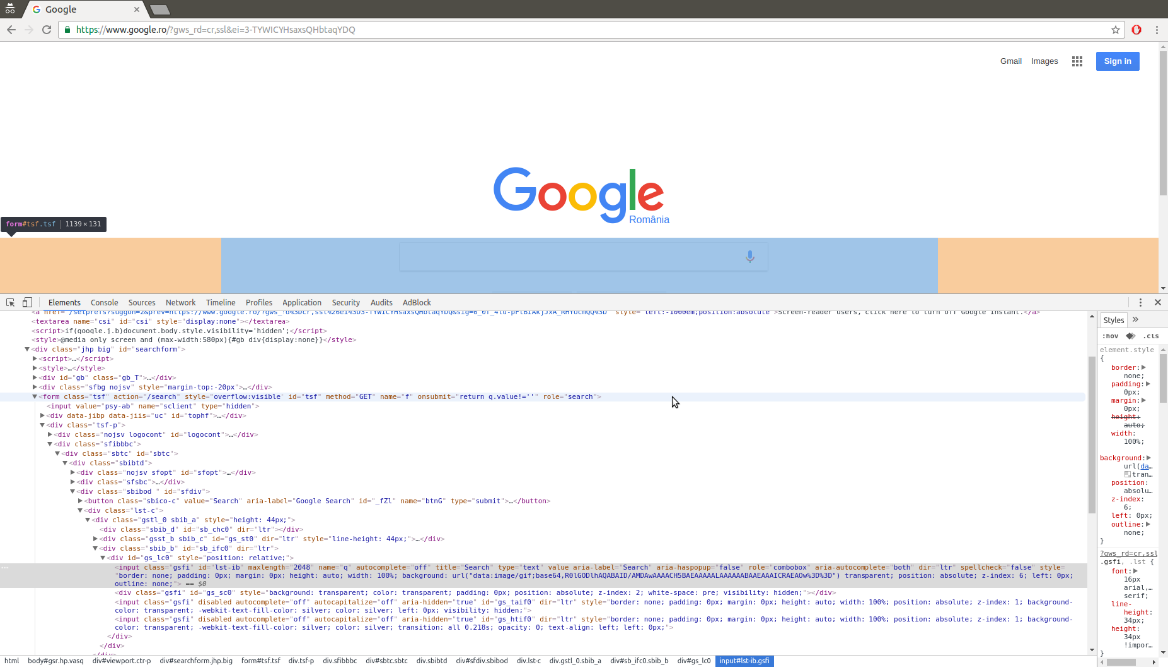 Google
https://www.google.ro/?gws_rd=cr,ssl&ei=3-TYWICYHsaxsQHbtaqYDQ
Gmail Images Sign in
Google
România
form#tsf.tsf | 1139 × 131
Elements Console Sources Network Timeline Profiles Application Security Audits AdBlock
<textarea name="csi" id="csi" style="display:none"></textarea>
<script>if(google.j.b)document.body.style.visibility='hidden';</script>
<style>@media only screen and (max-width:580px){#gb div{display:none}}</style>
<div class="jhp big" id="searchform">
<script>…</script>
<style>…</style>
<div id="gb" class="gb_T">…</div>
<div class="sfbg nojsv" style="margin-top:-20px">…</div>
<form class="tsf" action="/search" style="overflow:visible" id="tsf" method="GET" name="f" onsubmit="return q.value!=''" role="search">
<input value="psy-ab" name="sclient" type="hidden">
<div data-jibp data-jiis="uc" id="tophf">…</div>
<div class="tsf-p">
<div class="nojsv logocont" id="logocont">…</div>
<div class="sfibbbc">
<div class="sbtc" id="sbtc">
<div class="sbibtd">
<div class="nojsv sfopt" id="sfopt">…</div>
<div class="sfsbc">…</div>
<div class="sbibod " id="sfdiv">
<button class="sbico-c" value="Search" aria-label="Google Search" id="_fZl" name="btnG" type="submit">…</button>
<div class="lst-c">
<div class="gstl_0 sbib_a" style="height: 44px;">
<div class="sbib_d" id="sb_chc0" dir="ltr"></div>
<div class="gsst_b sbib_c" id="gs_st0" dir="ltr" style="line-height: 44px;">…</div>
<div class="sbib_b" id="sb_ifc0" dir="ltr">
<div id="gs_lc0" style="position: relative;">
<input class="gsfi" id="lst-ib" maxlength="2048" name="q" autocomplete="off" title="Search" type="text" value aria-label="Search" aria-haspopup="false" role="combobox" aria-autocomplete="both" dir="ltr" spellcheck="false" style=
"border: none; padding: 0px; margin: 0px; height: auto; width: 100%; background: url("data:image/gif;base64,R0lGODlhAQABAID/AMDAwAAAACH5BAEAAAAALAAAAAABAAEAAAICRAEAOw%3D%3D") transparent; position: absolute; z-index: 6; left: 0px;
outline: none;"> == $0
<div class="gsfi" id="gs_sc0" style="background: transparent; color: transparent; padding: 0px; position: absolute; z-index: 2; white-space: pre; visibility: hidden;"></div>
<input class="gsfi" disabled autocomplete="off" autocapitalize="off" aria-hidden="true" id="gs_taif0" dir="ltr" style="border: none; padding: 0px; margin: 0px; height: auto; width: 100%; position: absolute; z-index: 1; background-
color: transparent; -webkit-text-fill-color: silver; color: silver; left: 0px; visibility: hidden;">
<input class="gsfi" disabled autocomplete="off" autocapitalize="off" aria-hidden="true" id="gs_htif0" dir="ltr" style="border: none; padding: 0px; margin: 0px; height: auto; width: 100%; position: absolute; z-index: 1; background-
color: transparent; -webkit-text-fill-color: silver; color: silver; transition: all 0.218s; opacity: 0; text-align: left; left: 0px;">
</div>
</div>
html body#gsr.hp.vasq div#viewport.ctr-p div#searchform.jhp.big form#tsf.tsf div.tsf-p div.sfibbbc div#sbtc.sbtc div.sbibtd div#sfdiv.sbibod div.lst-c div.gstl_0.sbib_a div#sb_ifc0.sbib_b div#gs_lc0 input#lst-ib.gsfi
Styles »
:hov .cls
element.style
{
border:
none;
padding:
0px;
margin:
0px;
height:
auto;
width:
100%;
background:
url(da…
tran…
position:
absolu…
z-index:
6;
left: 0px;
outline:
none;
}
?gws_rd=cr,ssl
.gsfi, .lst {
font:
16px
arial,
serif;
line-
height:
34px;
height:
34px
!impor…
}